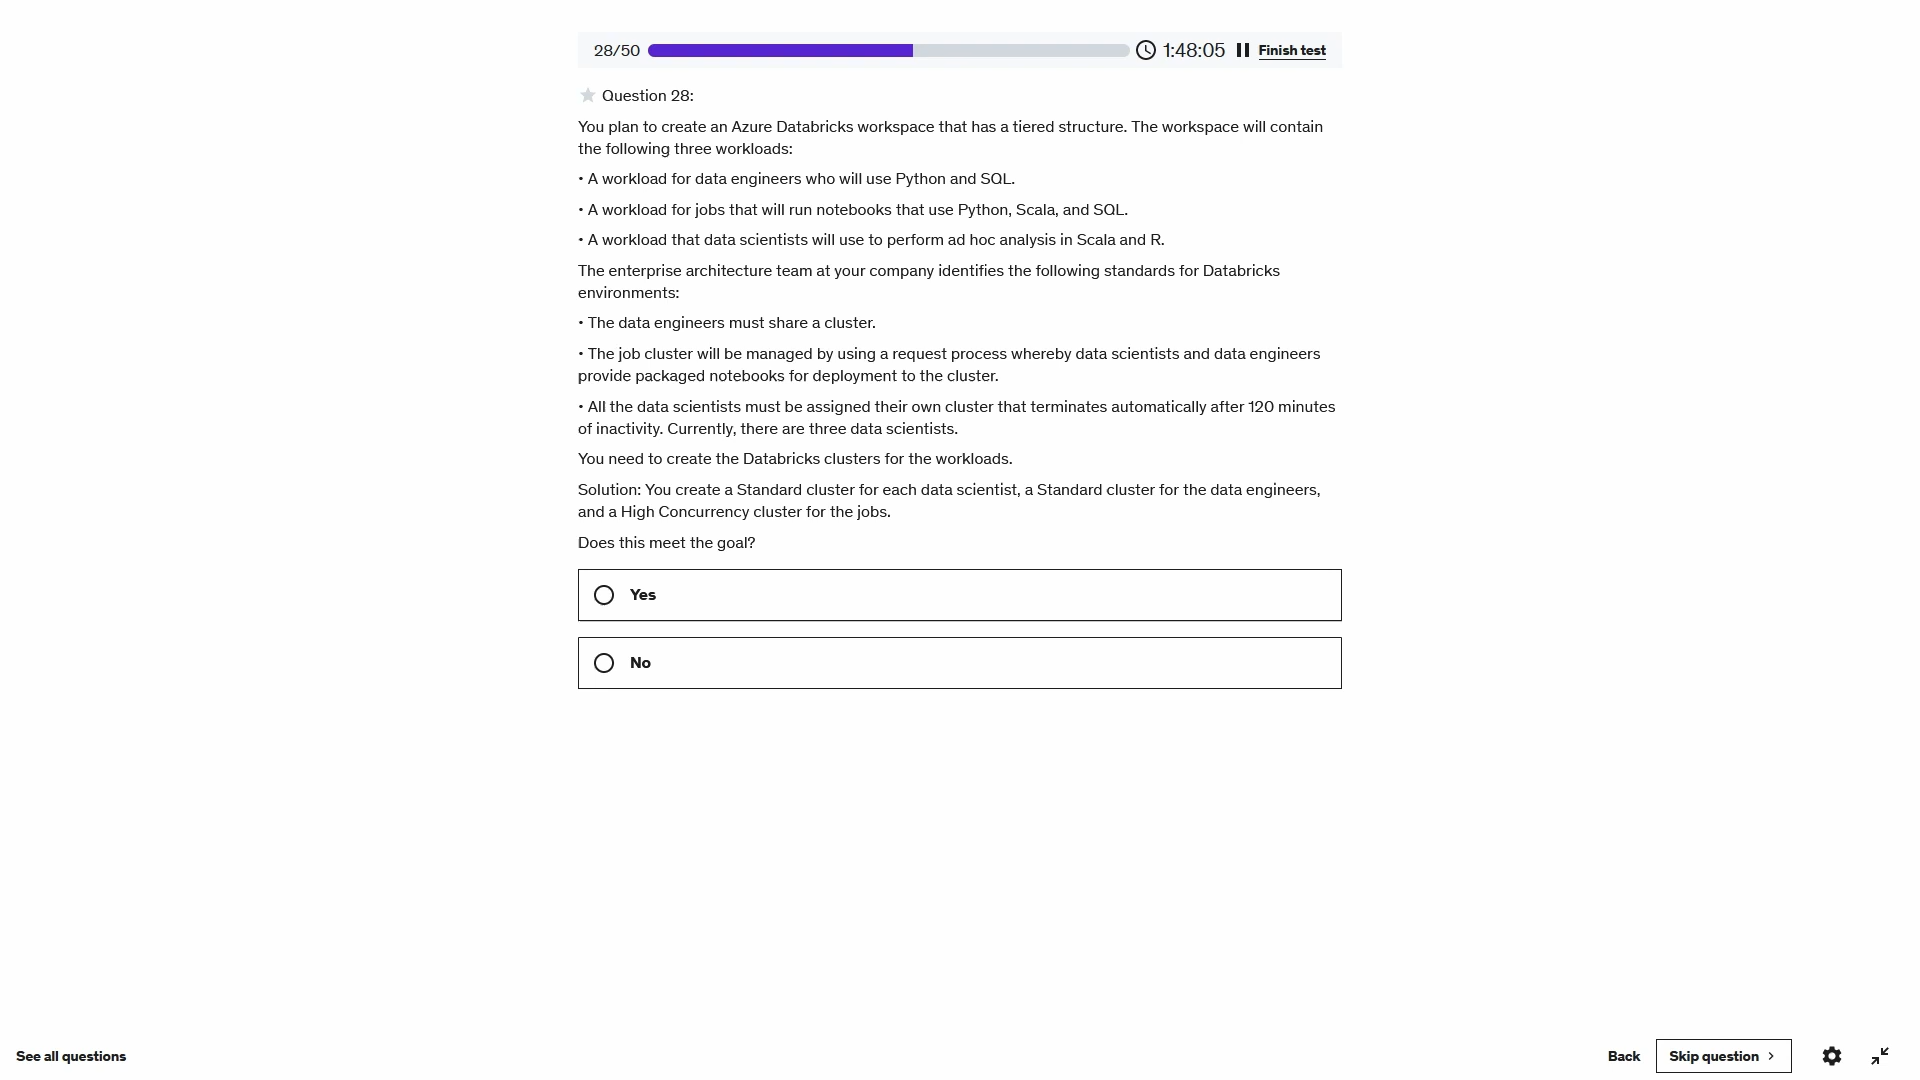 28/50
1:48:05
Finish test
Question 28:
You plan to create an Azure Databricks workspace that has a tiered structure. The workspace will contain
the following three workloads:
• A workload for data engineers who will use Python and SQL.
• A workload for jobs that will run notebooks that use Python, Scala, and SQL.
• A workload that data scientists will use to perform ad hoc analysis in Scala and R.
The enterprise architecture team at your company identifies the following standards for Databricks
environments:
• The data engineers must share a cluster.
• The job cluster will be managed by using a request process whereby data scientists and data engineers
provide packaged notebooks for deployment to the cluster.
• All the data scientists must be assigned their own cluster that terminates automatically after 120 minutes
of inactivity. Currently, there are three data scientists.
You need to create the Databricks clusters for the workloads.
Solution: You create a Standard cluster for each data scientist, a Standard cluster for the data engineers,
and a High Concurrency cluster for the jobs.
Does this meet the goal?
Yes
No
See all questions
Back
Skip question